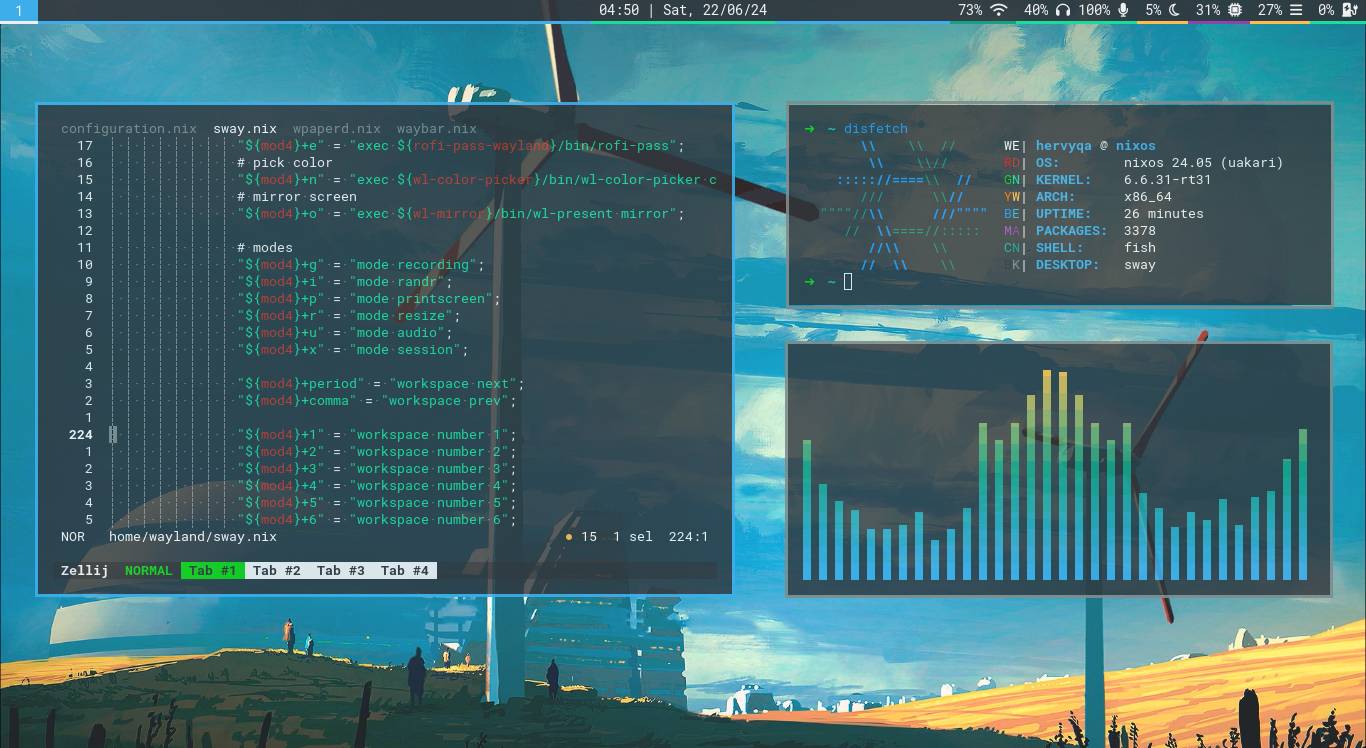 1
04:50 | Sat, 22/06/24
73% 40% 100% 5% 31% 27% 0%
configuration.nix sway.nix wpaperd.nix waybar.nix
17 "${mod4}+e" = "exec ${rofi-pass-wayland}/bin/rofi-pass";
16 # pick color
15 "${mod4}+n" = "exec ${wl-color-picker}/bin/wl-color-picker c
14 # mirror screen
13 "${mod4}+o" = "exec ${wl-mirror}/bin/wl-present mirror";
12
11 # modes
10 "${mod4}+g" = "mode recording";
9 "${mod4}+i" = "mode randr";
8 "${mod4}+p" = "mode printscreen";
7 "${mod4}+r" = "mode resize";
6 "${mod4}+u" = "mode audio";
5 "${mod4}+x" = "mode session";
4
3 "${mod4}+period" = "workspace next";
2 "${mod4}+comma" = "workspace prev";
1
224 "${mod4}+1" = "workspace number 1";
1 "${mod4}+2" = "workspace number 2";
2 "${mod4}+3" = "workspace number 3";
3 "${mod4}+4" = "workspace number 4";
4 "${mod4}+5" = "workspace number 5";
5 "${mod4}+6" = "workspace number 6";
NOR home/wayland/sway.nix ● 15 1 sel 224:1
Zellij NORMAL Tab #1 Tab #2 Tab #3 Tab #4
➜ ~ disfetch
WE| hervyqa @ nixos
RD| OS: nixos 24.05 (uakari)
GN| KERNEL: 6.6.31-rt31
YW| ARCH: x86_64
BE| UPTIME: 26 minutes
MA| PACKAGES: 3378
CN| SHELL: fish
K| DESKTOP: sway
➜ ~